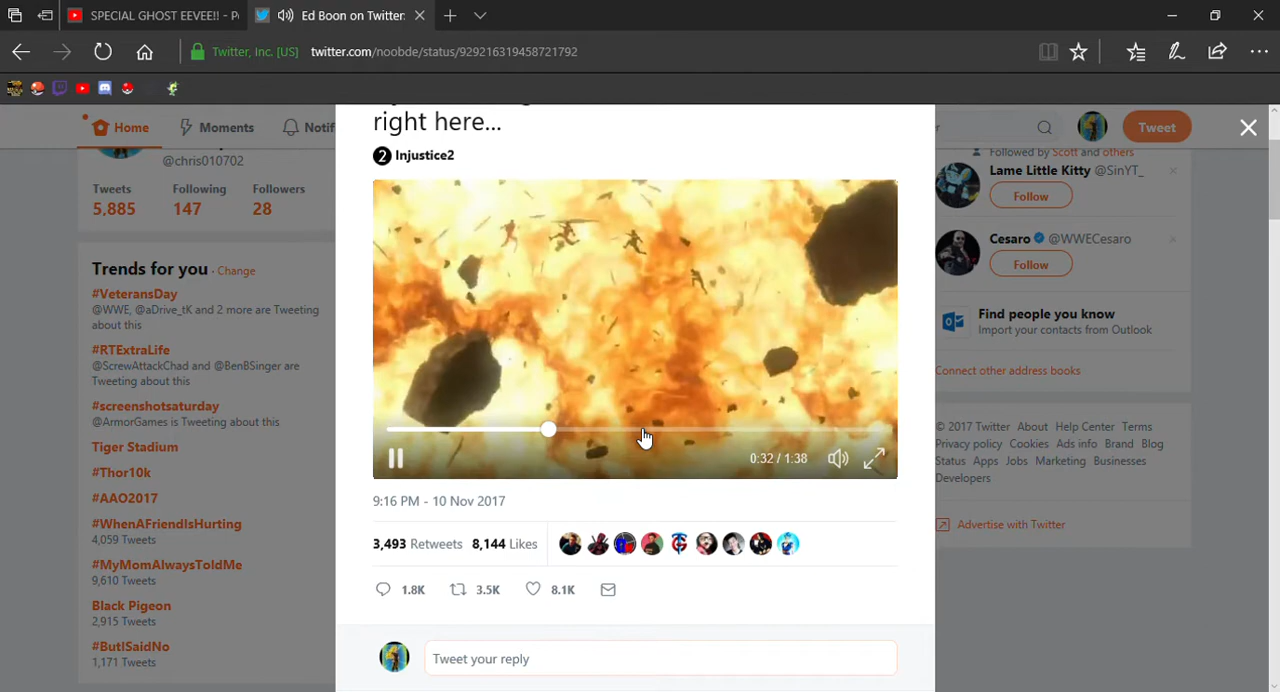 SPECIAL GHOST EEVEE!! - P
Ed Boon on Twitter:
Twitter, Inc. [US]
twitter.com/noobde/status/929216319458721792
Home
Moments
Notif
Tweet
@chris010702
Tweets
Following
Followers
5,885
147
28
Trends for you · Change
#VeteransDay
@WWE, @aDrive_tK and 2 more are Tweeting
about this
#RTExtraLife
@ScrewAttackChad and @BenBSinger are
Tweeting about this
#screenshotsaturday
@ArmorGames is Tweeting about this
Tiger Stadium
#Thor10k
#AAO2017
#WhenAFriendIsHurting
4,059 Tweets
#MyMomAlwaysToldMe
9,610 Tweets
Black Pigeon
2,915 Tweets
#ButISaidNo
1,171 Tweets
right here...
2 Injustice2
0:32 / 1:38
9:16 PM - 10 Nov 2017
3,493 Retweets 8,144 Likes
1.8K
3.5K
8.1K
Tweet your reply
Followed by Scott and others
Lame Little Kitty @SinYT_
Follow
Cesaro @WWECesaro
Follow
Find people you know
Import your contacts from Outlook
Connect other address books
© 2017 Twitter About Help Center Terms
Privacy policy Cookies Ads info Brand Blog
Status Apps Jobs Marketing Businesses
Developers
Advertise with Twitter